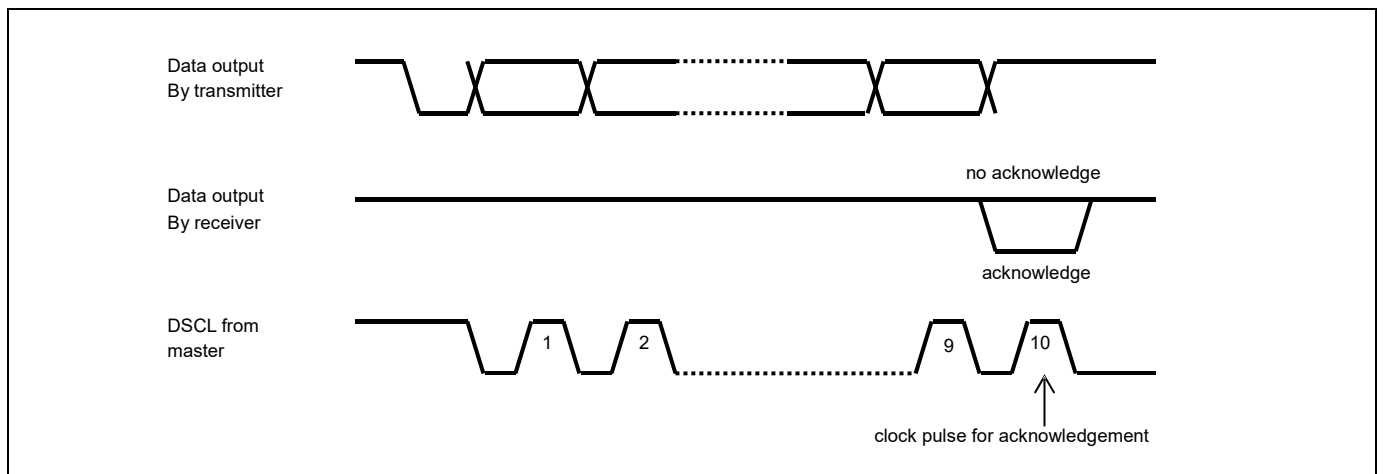 Data output
By transmitter
no acknowledge
Data output
By receiver
acknowledge
DSCL from
master
1
2
9
10
clock pulse for acknowledgement